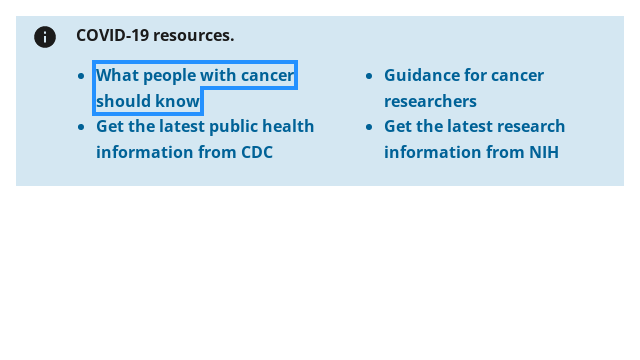 COVID-19 resources.
What people with cancer
should know
Get the latest public health
information from CDC
Guidance for cancer
researchers
Get the latest research
information from NIH